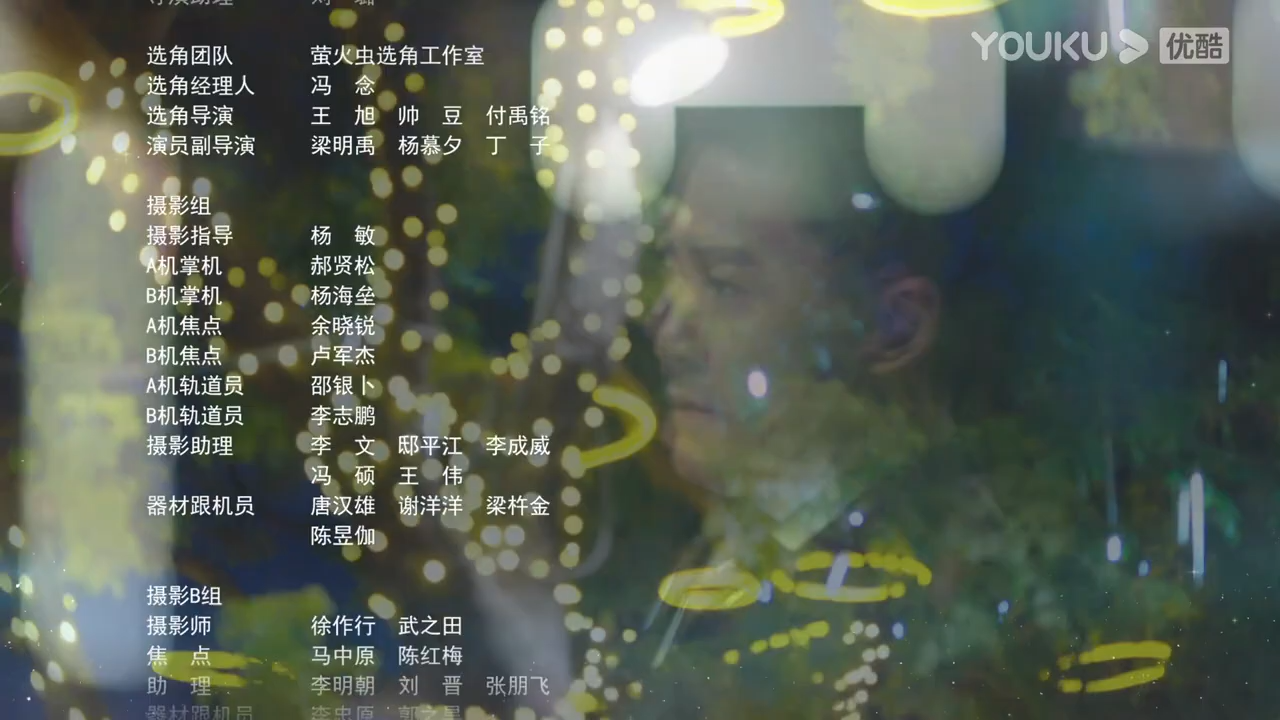 YOUKU 优酷
选角团队 萤火虫选角工作室
选角经理人 冯 念
选角导演 王 旭 帅 豆 付禹铭
演员副导演 梁明禹 杨慕夕 丁 子
摄影组
摄影指导 杨 敏
A机掌机 郝贤松
B机掌机 杨海垒
A机焦点 余晓锐
B机焦点 卢军杰
A机轨道员 邵银卜
B机轨道员 李志鹏
摄影助理 李 文 邸平江 李成威
冯 硕 王 伟
器材跟机员 唐汉雄 谢洋洋 梁杵金
陈昱伽
摄影B组
摄影师 徐作行 武之田
焦 点 马中原 陈红梅
助 理 李明朝 刘 晋 张朋飞
器材跟机员